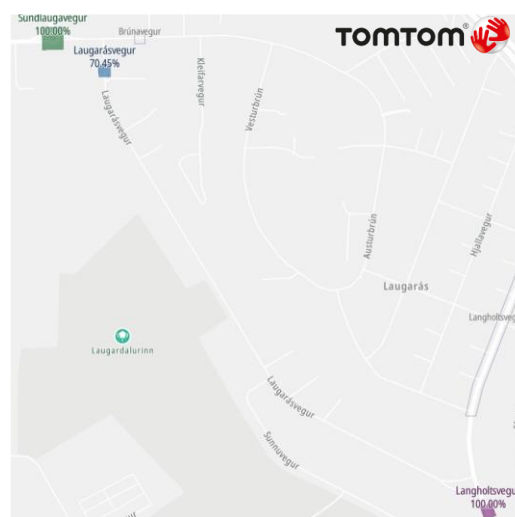 Sundlaugavegur
100.00%
Brúnavegur
TOMTOM
Laugarásvegur
70.45%
Kleifarvegur
Vesturbrún
Laugarásvegur
Austurbrún
Hjallavegur
Laugarás
Langholtsveg
Laugardalurinn
Laugarásvegur
Sunnuvegur
Langholtsvegu
100.00%